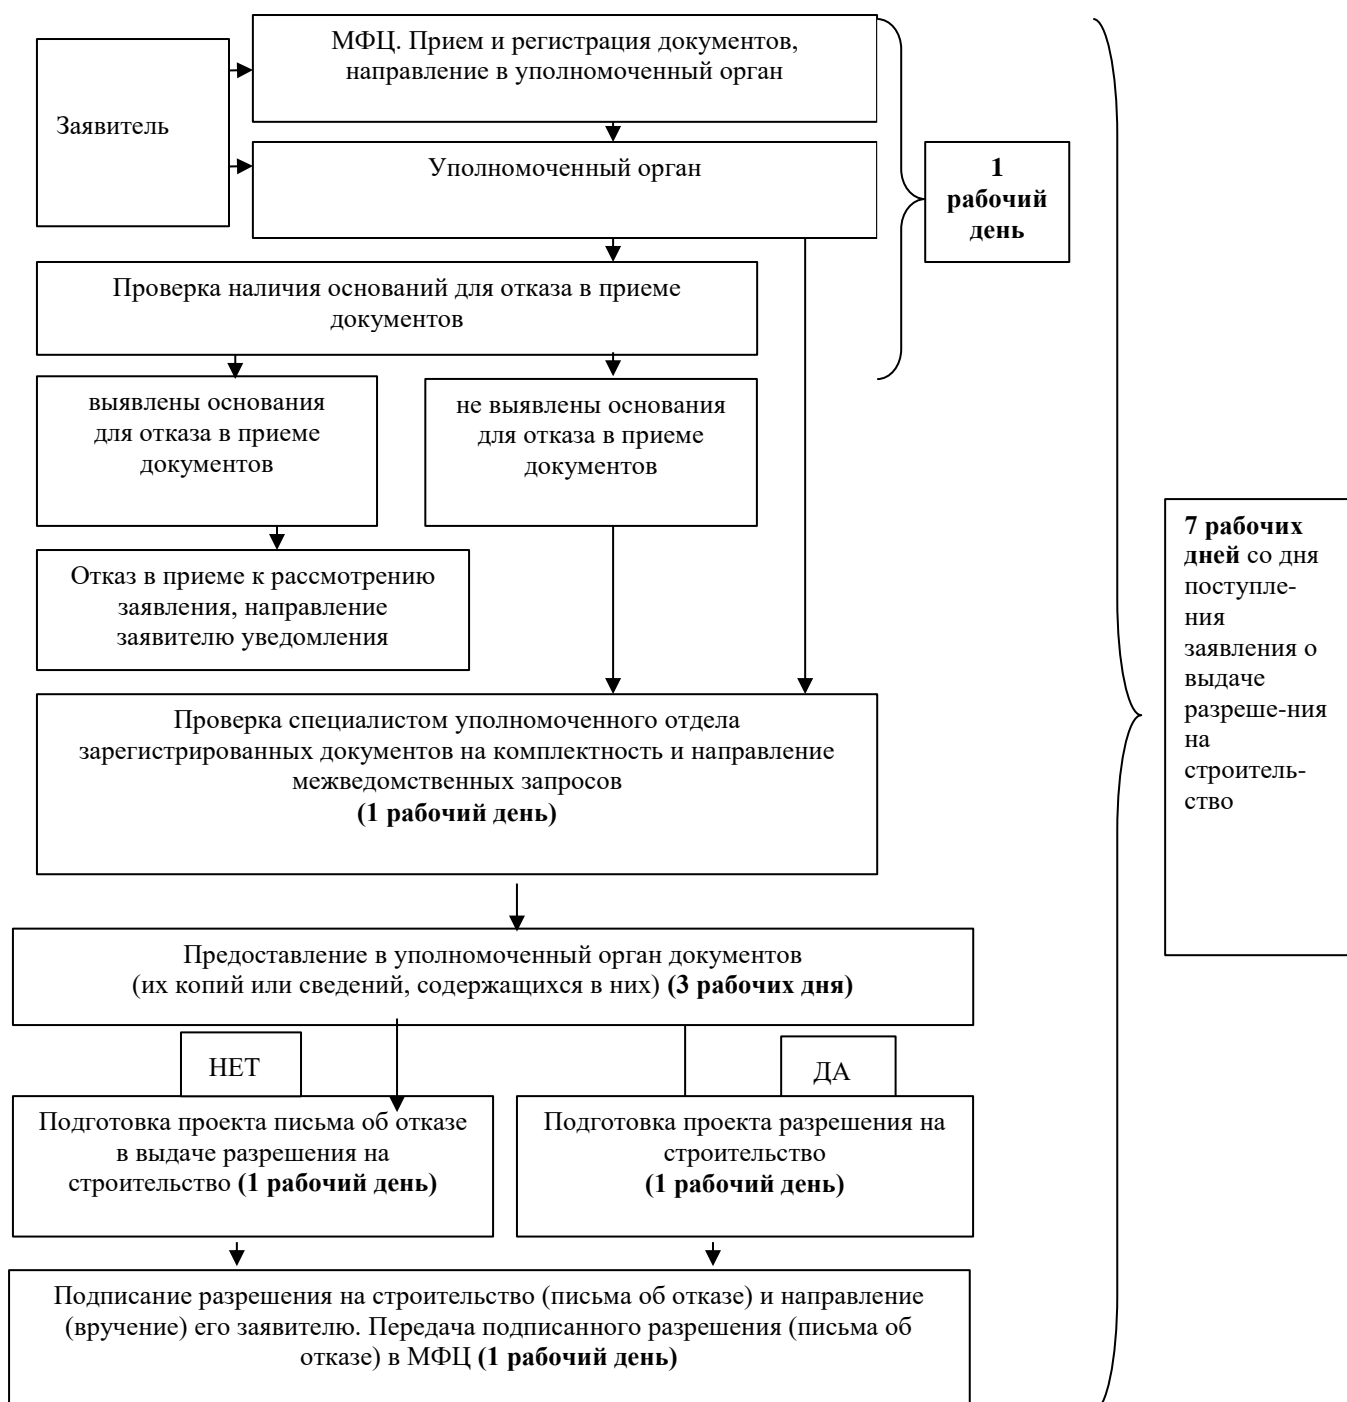 МФЦ. Прием и регистрация документов,
направление в уполномоченный орган
Заявитель
Уполномоченный орган
1
рабочий
день
Проверка наличия оснований для отказа в приеме
документов
выявлены основания
для отказа в приеме
документов
не выявлены основания
для отказа в приеме
документов
Отказ в приеме к рассмотрению
заявления, направление
заявителю уведомления
7 рабочих
дней со дня
поступле-
ния
заявления о
выдаче
разреше-ния
на
строитель-
ство
Проверка специалистом уполномоченного отдела
зарегистрированных документов на комплектность и направление
межведомственных запросов
(1 рабочий день)
Предоставление в уполномоченный орган документов
(их копий или сведений, содержащихся в них) (3 рабочих дня)
НЕТ
ДА
Подготовка проекта письма об отказе
в выдаче разрешения на
строительство (1 рабочий день)
Подготовка проекта разрешения на
строительство
(1 рабочий день)
Подписание разрешения на строительство (письма об отказе) и направление
(вручение) его заявителю. Передача подписанного разрешения (письма об
отказе) в МФЦ (1 рабочий день)